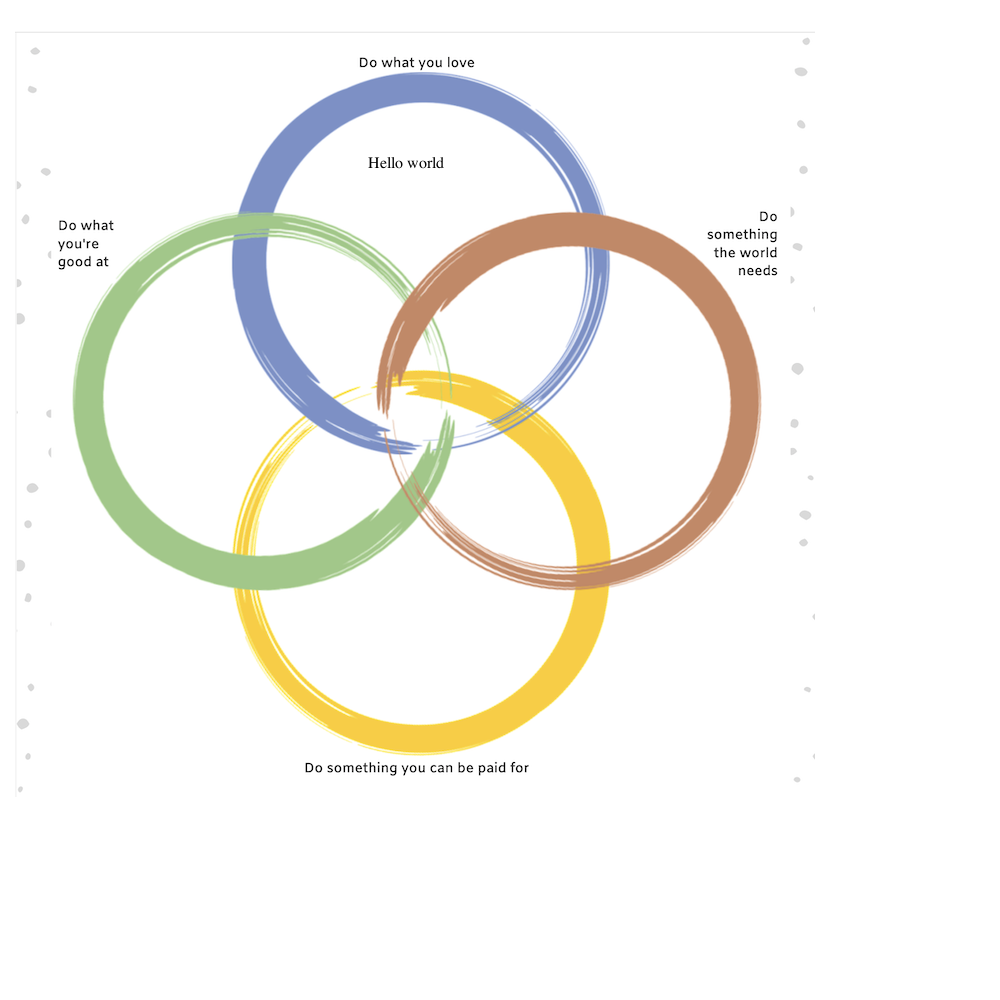 Do what you love
Hello world
Do what
you're
good at
Do
something
the world
needs
Do something you can be paid for